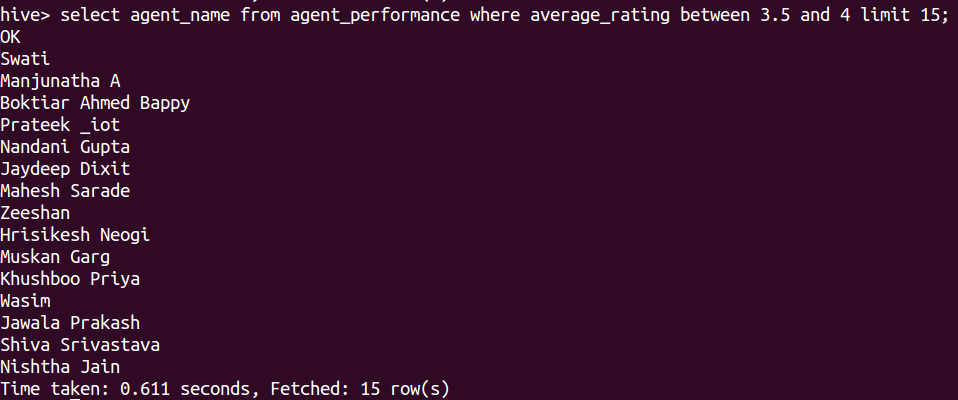 hive> select agent_name from agent_performance where average_rating between 3.5 and 4 limit 15;
OK
Swati
Manjunatha A
Boktiar Ahmed Bappy
Prateek _iot
Nandani Gupta
Jaydeep Dixit
Mahesh Sarade
Zeeshan
Hrisikesh Neogi
Muskan Garg
Khushboo Priya
Wasim
Jawala Prakash
Shiva Srivastava
Nishtha Jain
Time taken: 0.611 seconds, Fetched: 15 row(s)